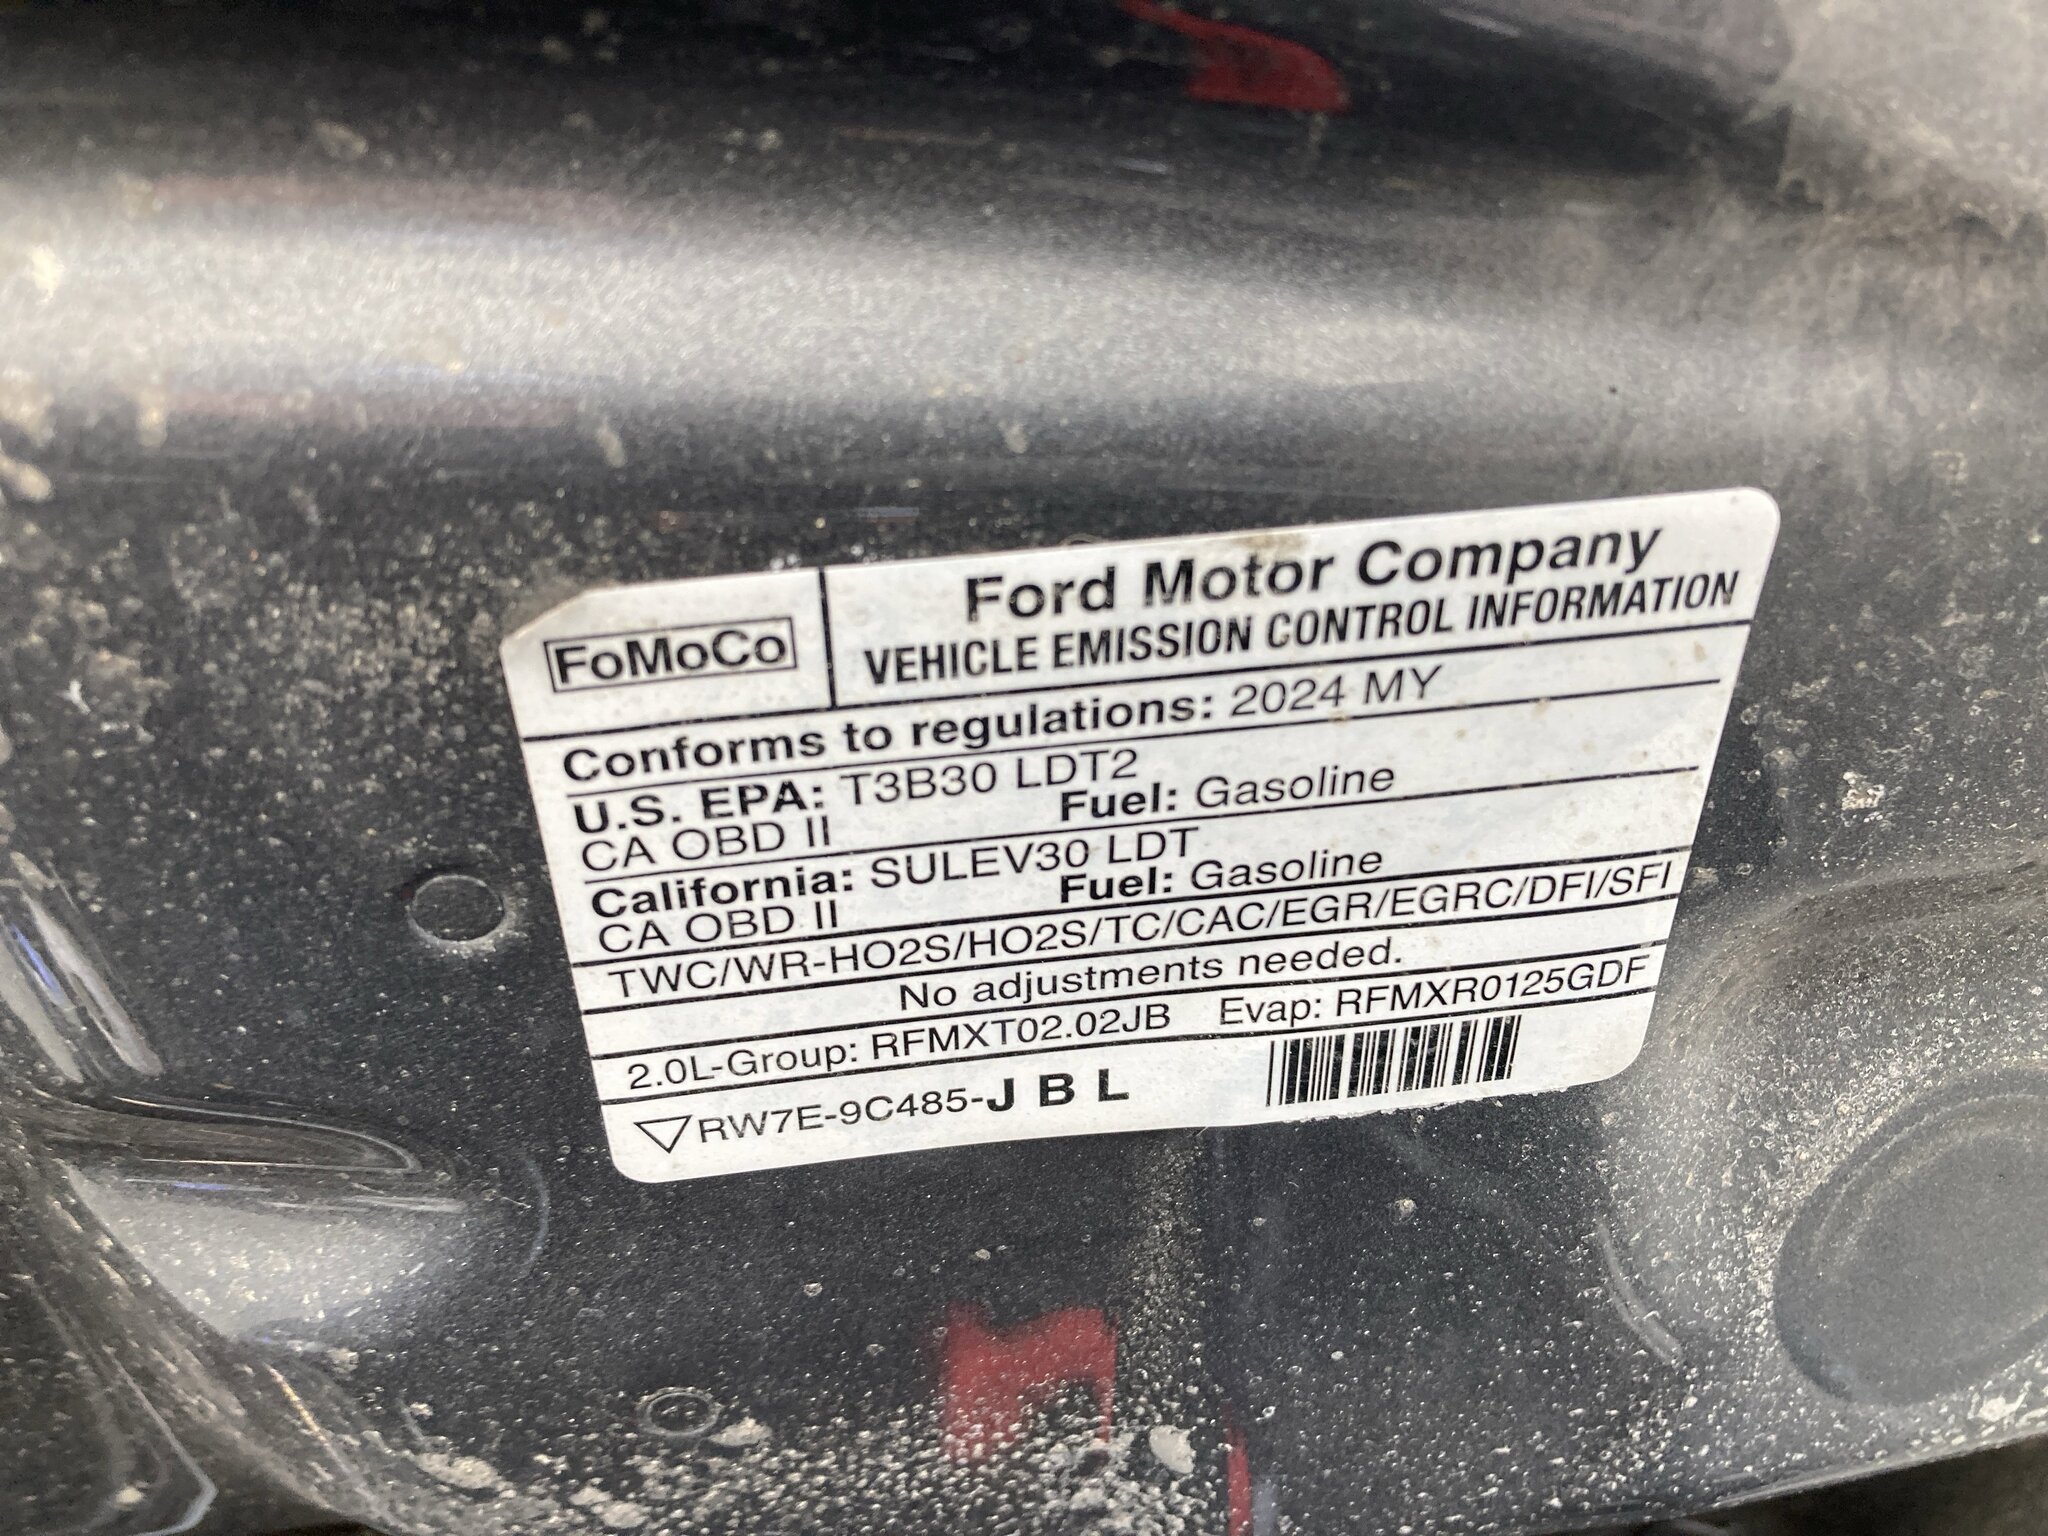 FoMoCo
Ford Motor Company
VEHICLE EMISSION CONTROL INFORMATION
Conforms to regulations: 2024 MY
U.S. EPA: T3B30 LDT2
CA OBD II Fuel: Gasoline
California: SULEV30 LDT
CA OBD II Fuel: Gasoline
TWC/WR-HO2S/HO2S/TC/CAC/EGR/EGRC/DFI/SFI
No adjustments needed.
2.0L-Group: RFMXT02.02JB Evap: RFMXR0125GDF
RW7E-9C485-J B L